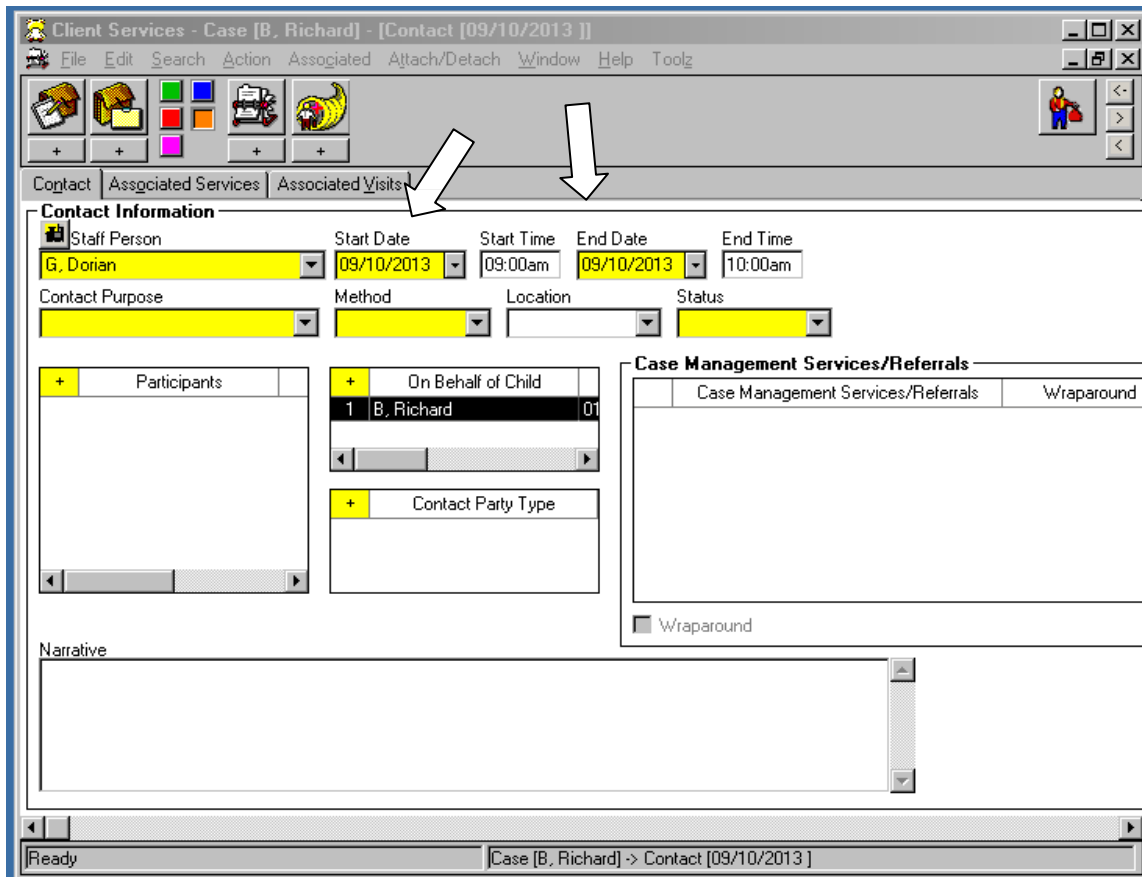 Client Services - Case [B, Richard] - [Contact [09/10/2013 ]]
File Edit Search Action Associated Attach/Detach Window Help Toolz
+ + + +
<-
>
<
Contact Associated Services Associated Visits
Contact Information
Staff Person Start Date Start Time End Date End Time
G, Dorian 09/10/2013 09:00am 09/10/2013 10:00am
Contact Purpose Method Location Status
Case Management Services/Referrals
+ Participants + On Behalf of Child Case Management Services/Referrals Wraparound
1 B, Richard 01
+ Contact Party Type
Wraparound
Narrative
Ready Case [B, Richard] -> Contact [09/10/2013 ]